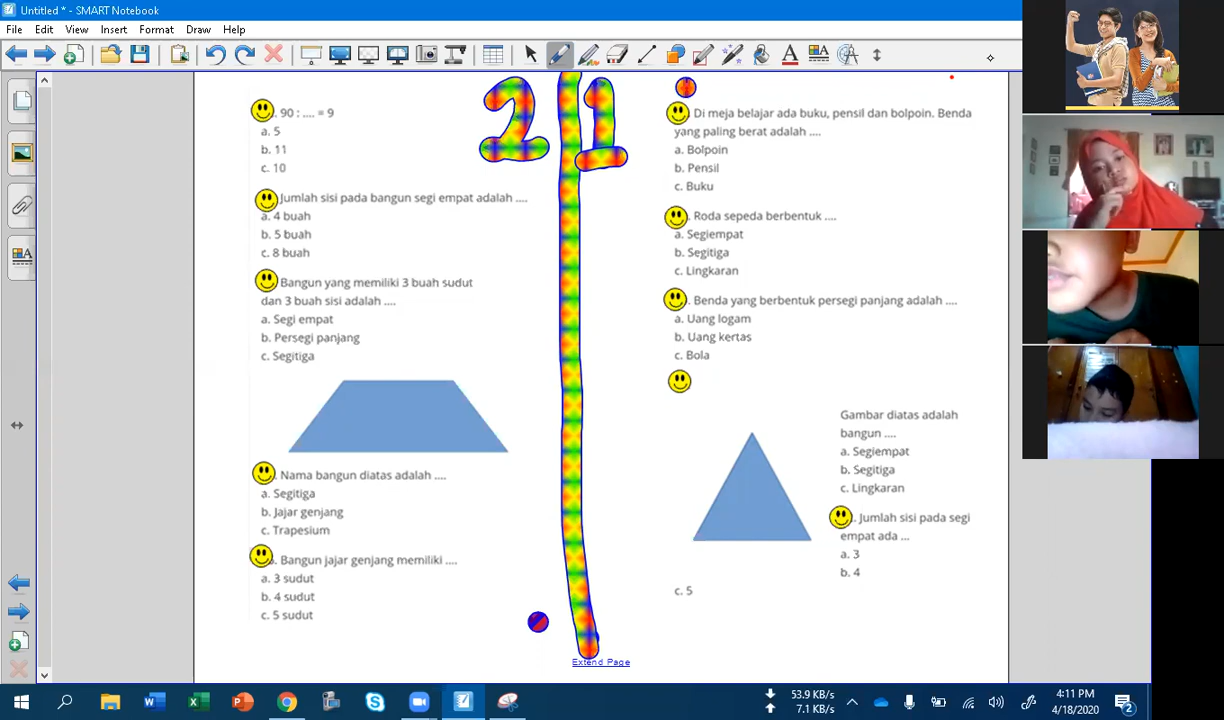 Untitled * - SMART Notebook
File Edit View Insert Format Draw Help
2 1
90 : .... = 9
a. 5
b. 11
c. 10
Jumlah sisi pada bangun segi empat adalah ....
a. 4 buah
b. 5 buah
c. 8 buah
Bangun yang memiliki 3 buah sudut
dan 3 buah sisi adalah ....
a. Segi empat
b. Persegi panjang
c. Segitiga
. Nama bangun diatas adalah ....
a. Segitiga
b. Jajar genjang
c. Trapesium
. Bangun jajar genjang memiliki ....
a. 3 sudut
b. 4 sudut
c. 5 sudut
. Di meja belajar ada buku, pensil dan bolpoin. Benda
yang paling berat adalah ....
a. Bolpoin
b. Pensil
c. Buku
. Roda sepeda berbentuk ....
a. Segiempat
b. Segitiga
c. Lingkaran
. Benda yang berbentuk persegi panjang adalah ....
a. Uang logam
b. Uang kertas
c. Bola
Gambar diatas adalah
bangun ....
a. Segiempat
b. Segitiga
c. Lingkaran
. Jumlah sisi pada segi
empat ada ...
a. 3
b. 4
c. 5
Extend Page
53.9 KB/s
7.1 KB/s
4:11 PM
4/18/2020
2